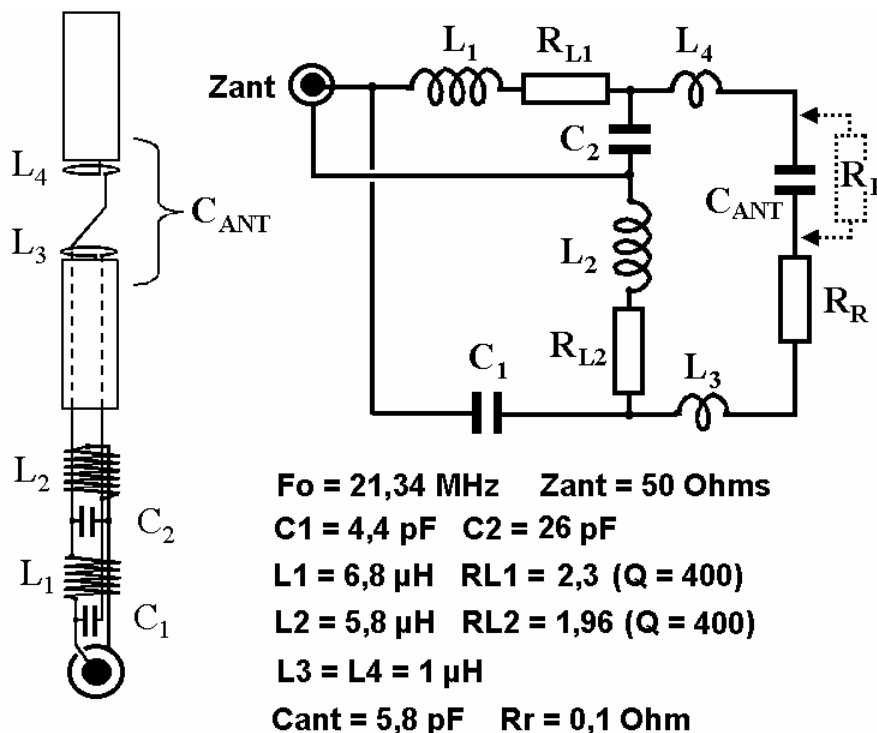 L4
L3
CANT
L2
C2
L1
C1
Zant
L1
RL1
L4
C2
CANT
L2
RR
RL2
C1
L3
Fo = 21,34 MHz Zant = 50 Ohms
C1 = 4,4 pF C2 = 26 pF
L1 = 6,8 µH RL1 = 2,3 (Q = 400)
L2 = 5,8 µH RL2 = 1,96 (Q = 400)
L3 = L4 = 1 µH
Cant = 5,8 pF Rr = 0,1 Ohm